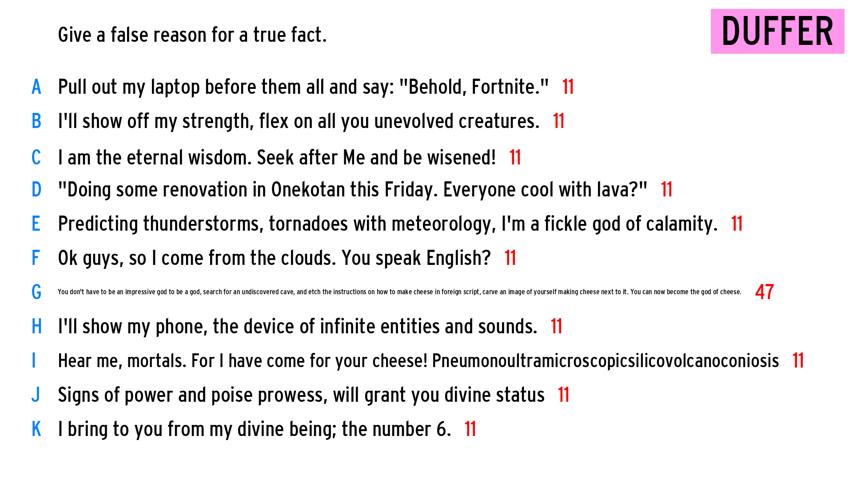 Give a false reason for a true fact.
DUFFER
A Pull out my laptop before them all and say: "Behold, Fortnite." 11
B I'll show off my strength, flex on all you unevolved creatures. 11
C I am the eternal wisdom. Seek after Me and be wisened! 11
D "Doing some renovation in Onekotan this Friday. Everyone cool with lava?" 11
E Predicting thunderstorms, tornadoes with meteorology, I'm a fickle god of calamity. 11
F Ok guys, so I come from the clouds. You speak English? 11
G You don't have to be an impressive god to be a god, search for an undiscovered cave, and etch the instructions on how to make cheese in foreign script, carve an image of yourself making cheese next to it. You can now become the god of cheese. 47
H I'll show my phone, the device of infinite entities and sounds. 11
I Hear me, mortals. For I have come for your cheese! Pneumonoultramicroscopicsilicovolcanoconiosis 11
J Signs of power and poise prowess, will grant you divine status 11
K I bring to you from my divine being; the number 6. 11